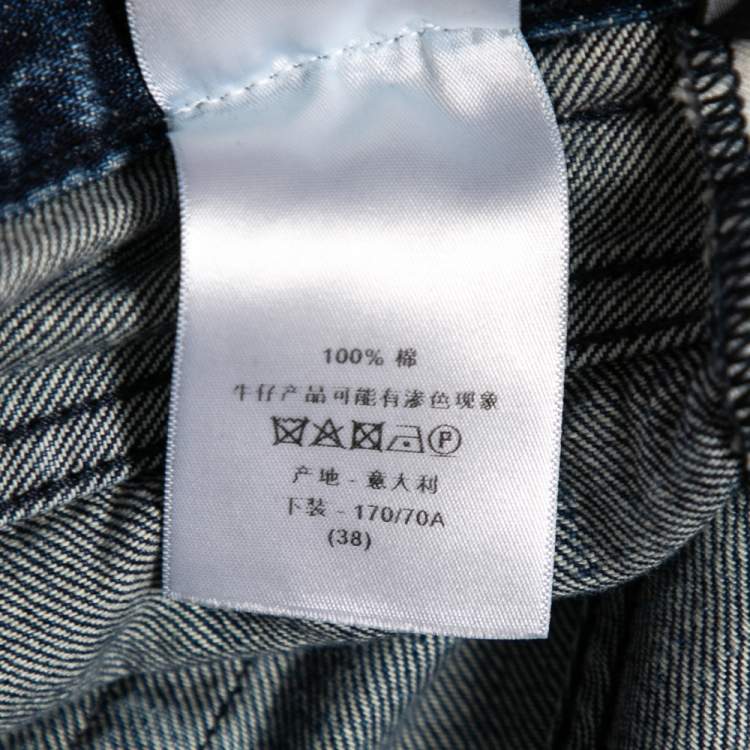 100% 棉
牛仔产品可能有渗色现象
P
产地 - 意大利
下装 - 170/70A
(38)